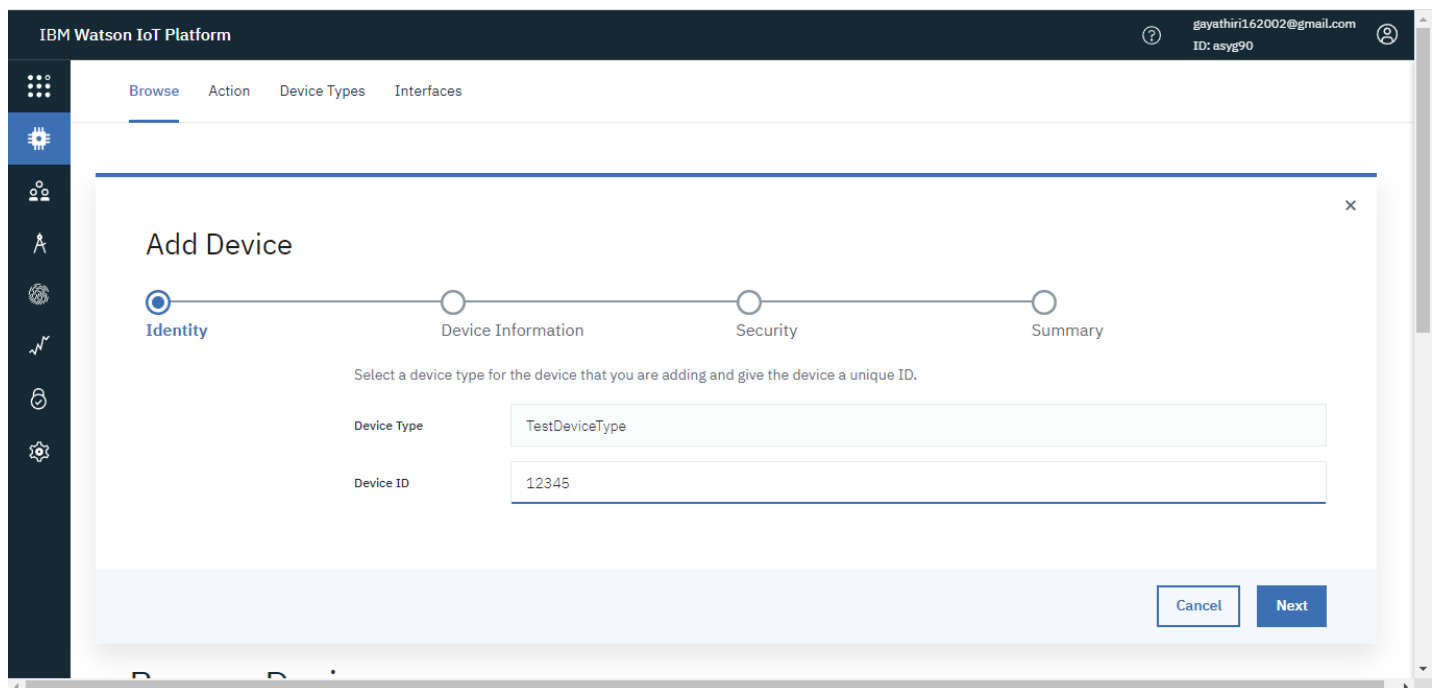 IBM Watson IoT Platform
gayathiri162002@gmail.com
ID: asyg90
Browse Action Device Types Interfaces
Add Device
Identity Device Information Security Summary
Select a device type for the device that you are adding and give the device a unique ID.
Device Type TestDeviceType
Device ID 12345
Cancel Next